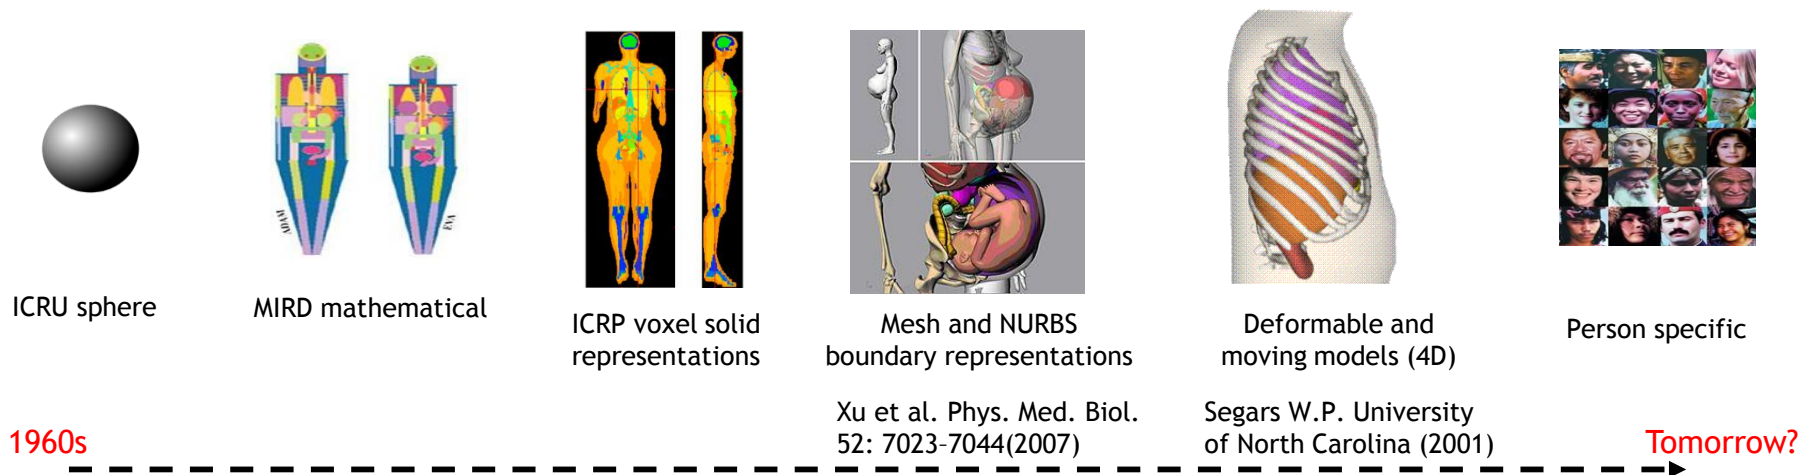 ADAM
EVA
ICRU sphere
MIRD mathematical
ICRP voxel solid
representations
Mesh and NURBS
boundary representations
Deformable and
moving models (4D)
Person specific
Xu et al. Phys. Med. Biol.
52: 7023-7044(2007)
Segars W.P. University
of North Carolina (2001)
1960s
Tomorrow?